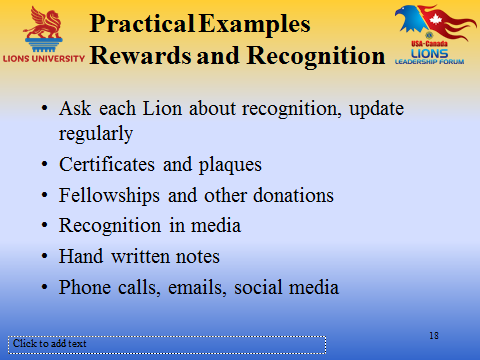 Practical Examples
Rewards and Recognition
LIONS UNIVERSITY
USA-Canada
LIONS
LEADERSHIP FORUM
• Ask each Lion about recognition, update
regularly
• Certificates and plaques
• Fellowships and other donations
• Recognition in media
• Hand written notes
• Phone calls, emails, social media
18
Click to add text